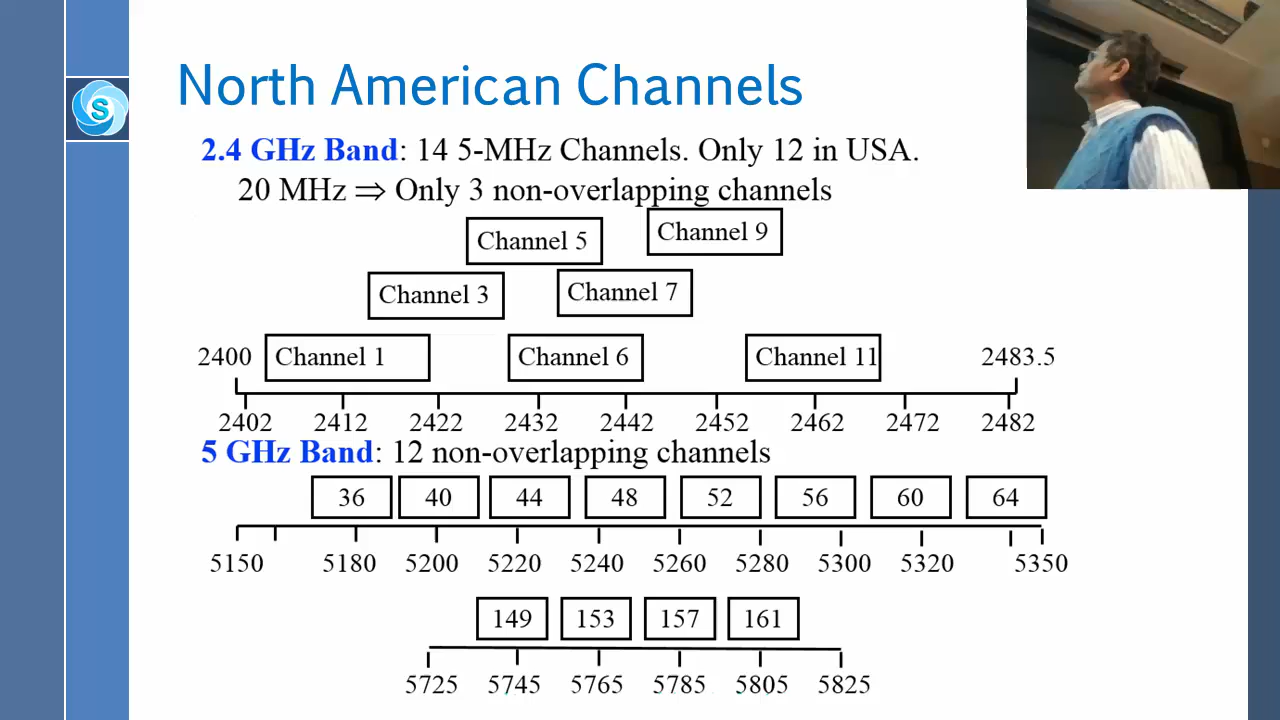 North American Channels
S
2.4 GHz Band: 14 5-MHz Channels. Only 12 in USA.
20 MHz ⇒ Only 3 non-overlapping channels
Channel 5 Channel 9
Channel 3 Channel 7
2400 Channel 1 Channel 6 Channel 11 2483.5
2402 2412 2422 2432 2442 2452 2462 2472 2482
5 GHz Band: 12 non-overlapping channels
36 40 44 48 52 56 60 64
5150 5180 5200 5220 5240 5260 5280 5300 5320 5350
149 153 157 161
5725 5745 5765 5785 5805 5825